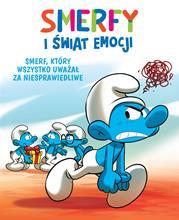 SMERFY
I ŚWIAT EMOCJI
SMERF, KTÓRY
WSZYSTKO UWAŻAŁ
ZA NIESPRAWIEDLIWE